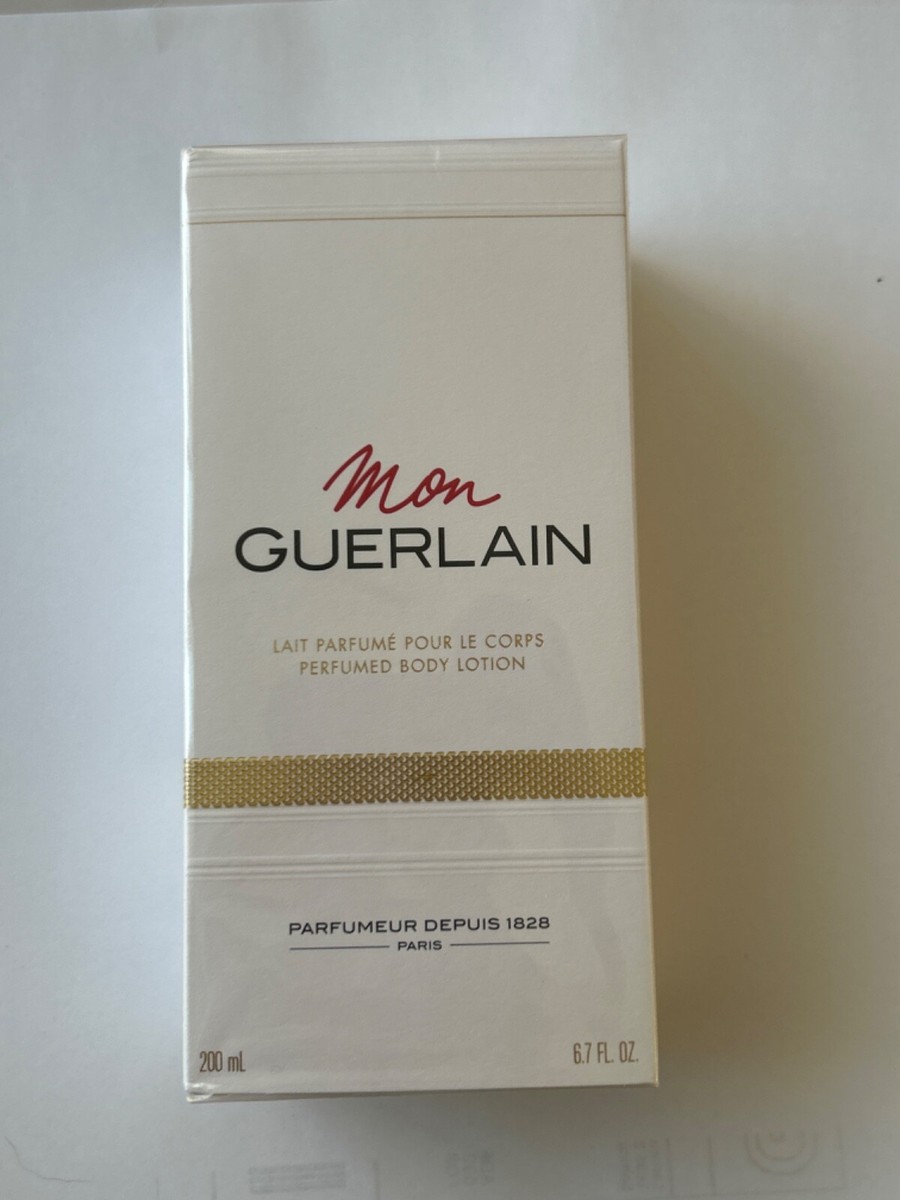 Mon
GUERLAIN
LAIT PARFUMÉ POUR LE CORPS
PERFUMED BODY LOTION
PARFUMEUR DEPUIS 1828
PARIS
200 mL
6.7 FL. OZ.